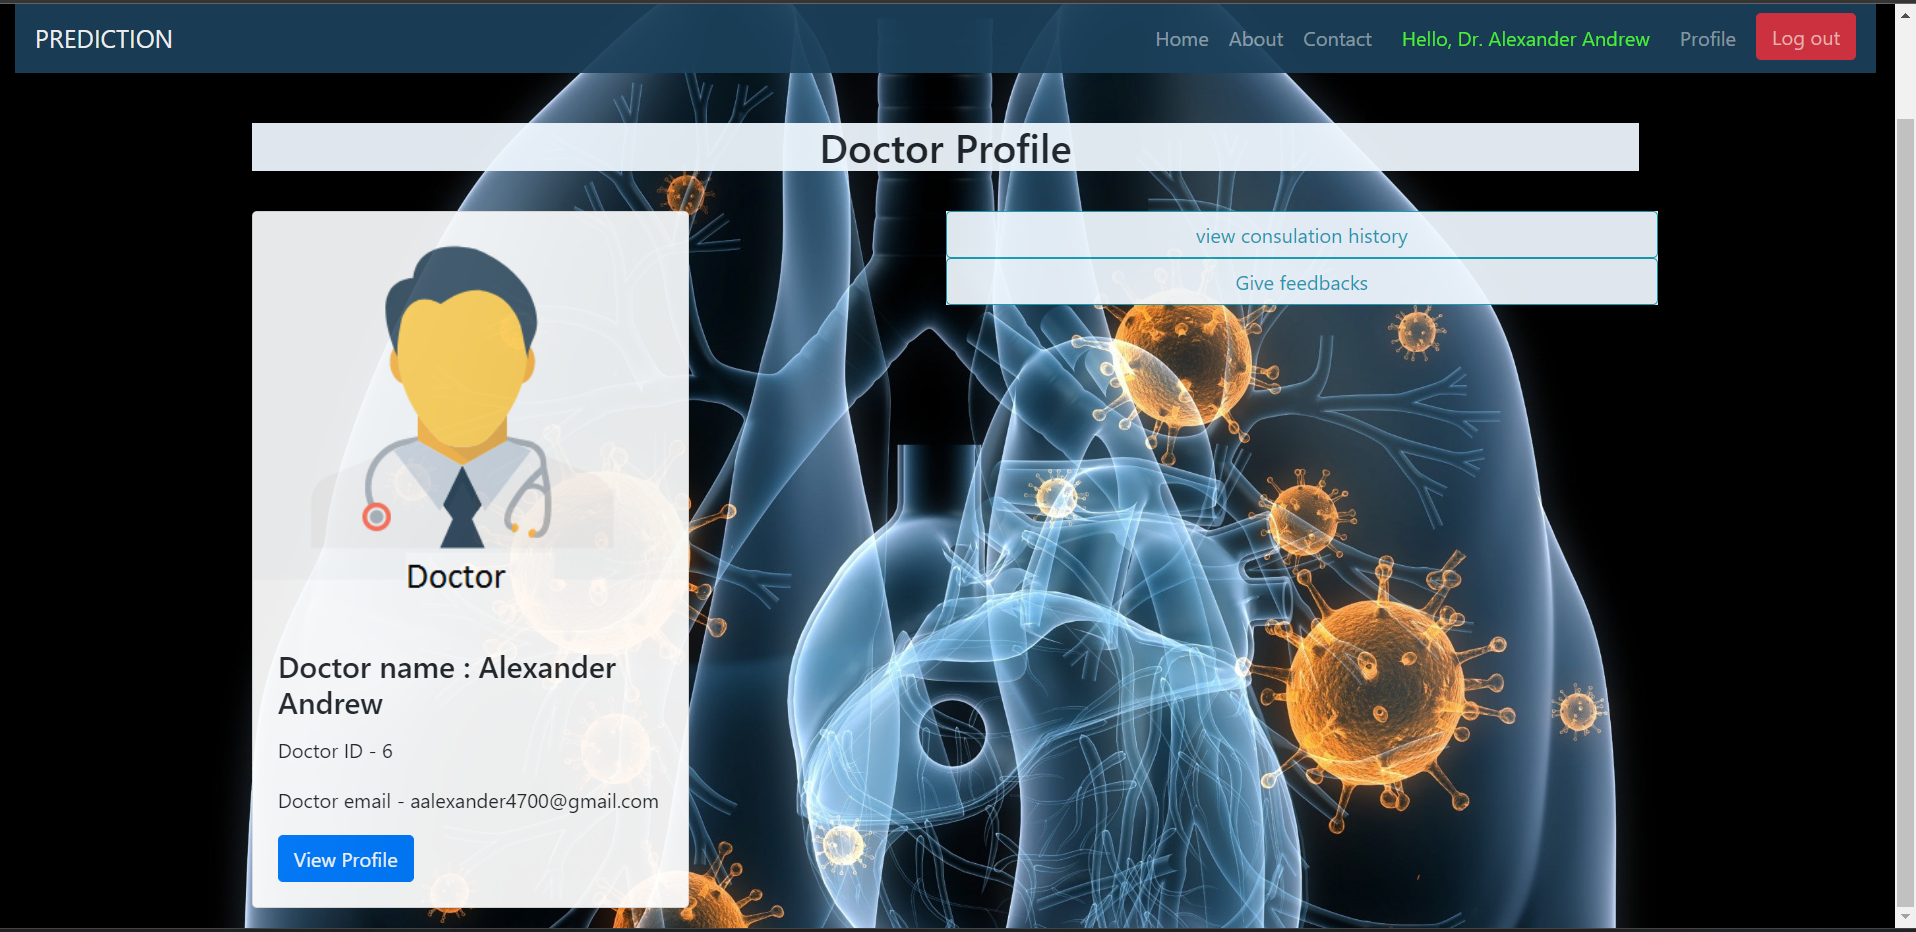 PREDICTION
Home About Contact Hello, Dr. Alexander Andrew Profile Log out
Doctor Profile
view consulation history
Give feedbacks
Doctor
Doctor name : Alexander
Andrew
Doctor ID - 6
Doctor email - aalexander4700@gmail.com
View Profile